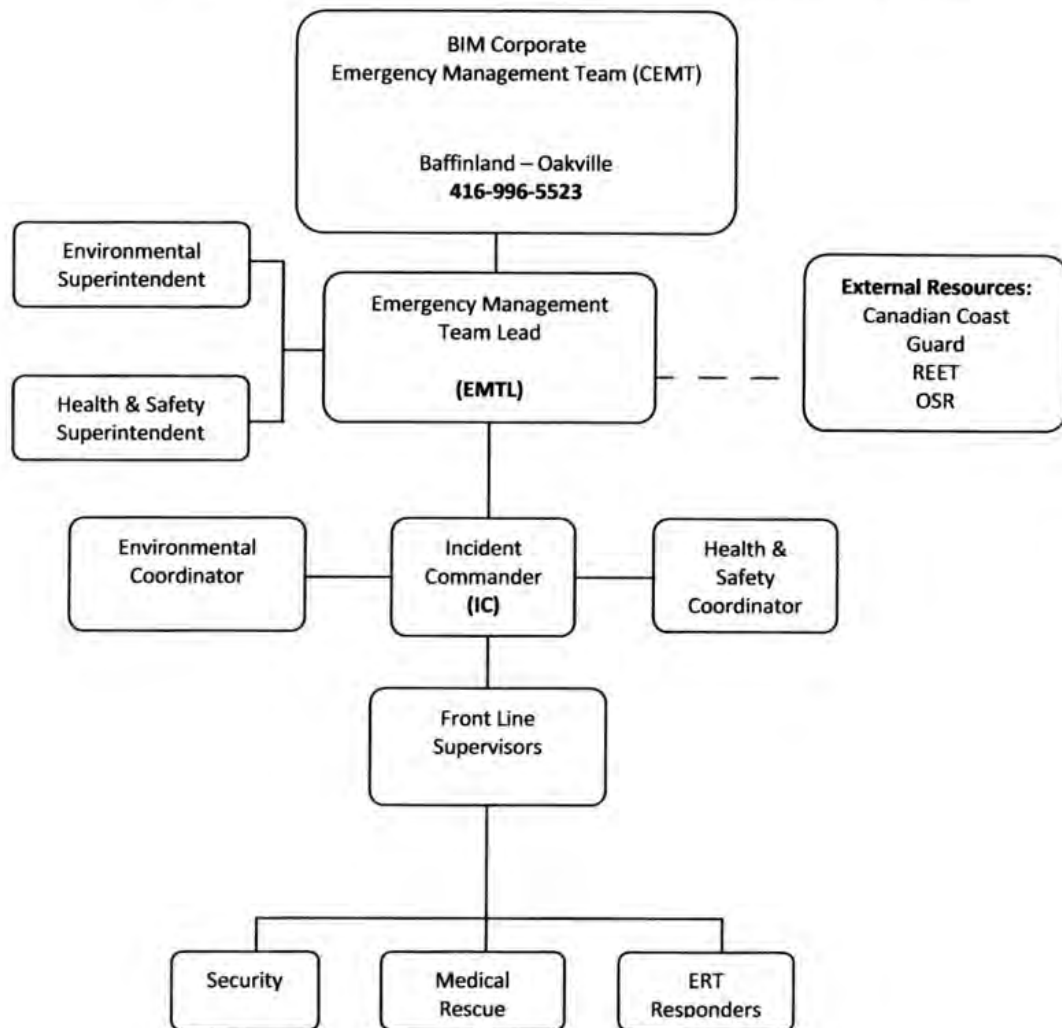 BIM Corporate
Emergency Management Team (CEMT)
Baffinland – Oakville
416-996-5523
Environmental
Superintendent
Health & Safety
Superintendent
Emergency Management
Team Lead
(EMTL)
External Resources:
Canadian Coast
Guard
REET
OSR
Environmental
Coordinator
Incident
Commander
(IC)
Health &
Safety
Coordinator
Front Line
Supervisors
Security
Medical
Rescue
ERT
Responders